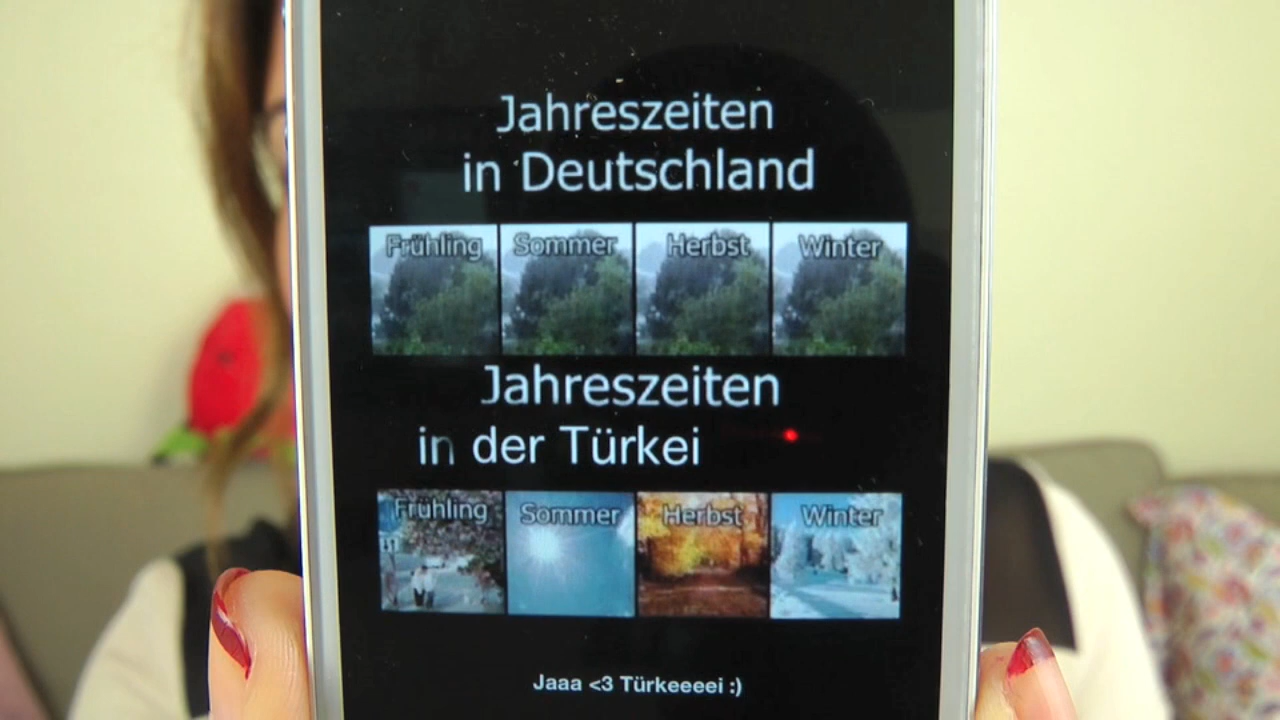 Jahreszeiten
in Deutschland
Frühling Sommer Herbst Winter
Jahreszeiten
in der Türkei
Frühling Sommer Herbst Winter
Jaaa <3 Türkeeeei :)